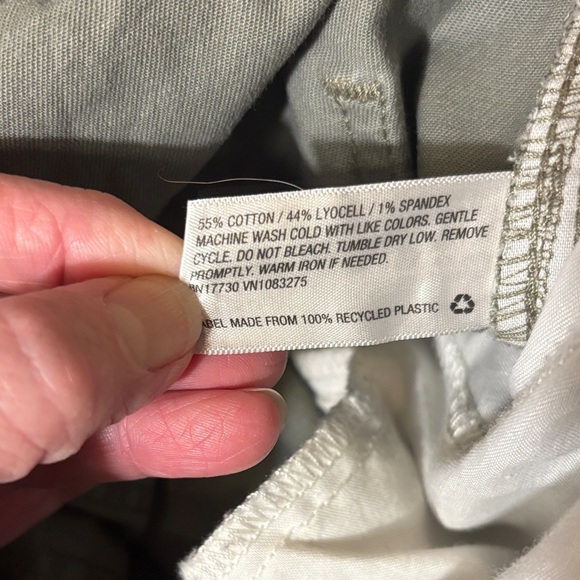 55% COTTON / 44% LYOCELL / 1% SPANDEX
MACHINE WASH COLD WITH LIKE COLORS. GENTLE
CYCLE. DO NOT BLEACH. TUMBLE DRY LOW. REMOVE
PROMPTLY. WARM IRON IF NEEDED.
VN1083275
MADE FROM 100% RECYCLED PLASTIC